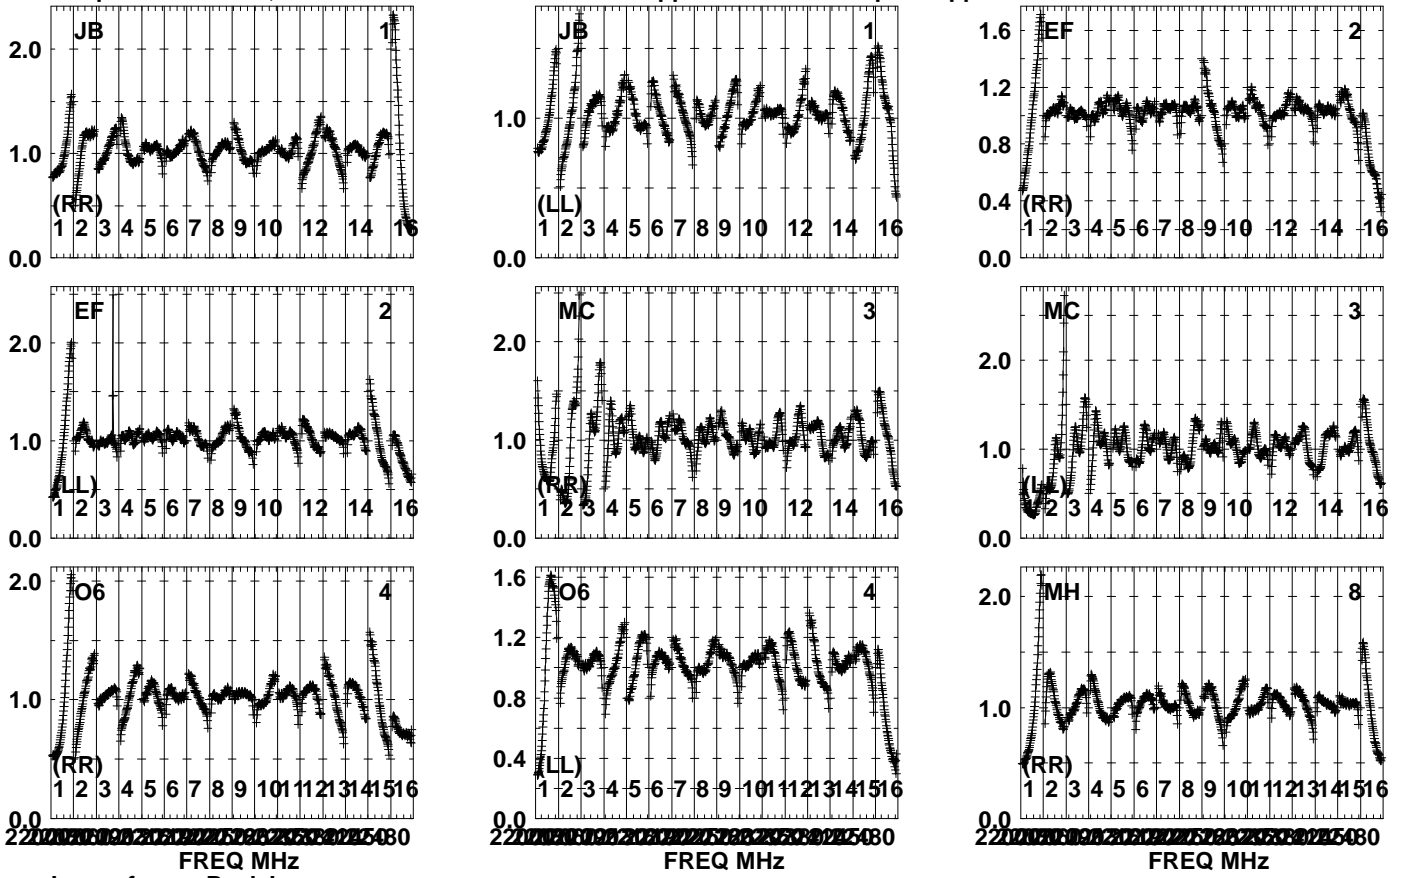 JB 1
2.0
1.0
(RR)
1 2 3 4 5 6 7 8 9 10 12 14 16
0.0
JB 1
1.0
(LL)
1 2 3 4 5 6 7 8 9 10 12 14 16
0.0
EF 2
1.6
1.2
0.8
0.4
(RR)
1 2 3 4 5 6 7 8 9 10 12 14 16
0.0
EF 2
2.0
1.0
(LL)
1 2 3 4 5 6 7 8 9 10 12 14 16
0.0
MC 3
2.0
1.0
(RR)
1 2 3 4 5 6 7 8 9 10 12 14 16
0.0
MC 3
2.0
1.0
(LL)
1 2 3 4 5 6 7 8 9 10 12 14 16
0.0
O6 4
2.0
1.0
(RR)
1 2 3 4 5 6 7 8 9 10 11 12 13 14 15 16
0.0
FREQ MHz
O6 4
1.6
1.2
0.8
0.4
(LL)
1 2 3 4 5 6 7 8 9 10 11 12 13 14 15 16
0.0
FREQ MHz
MH 8
2.0
1.0
(RR)
1 2 3 4 5 6 7 8 9 10 11 12 13 14 15 16
0.0
FREQ MHz